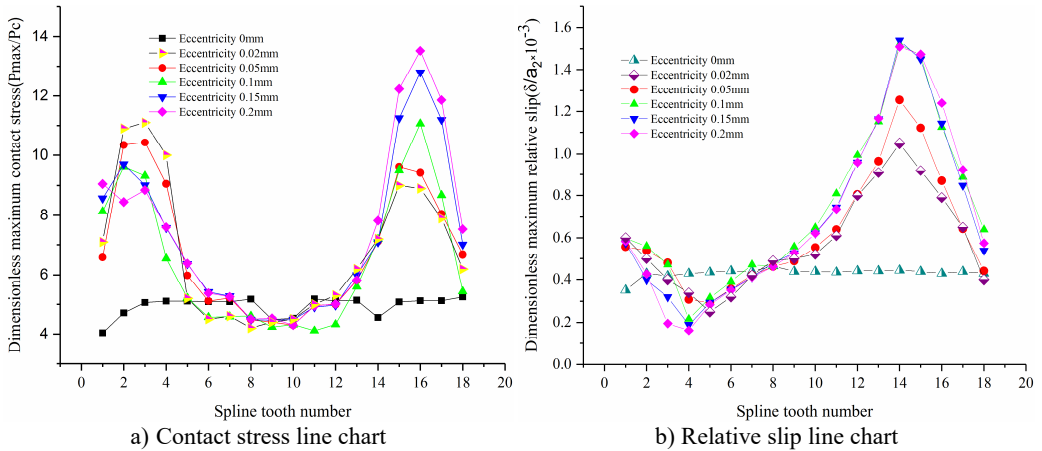 Dimensionless maximum contact stress(Pmax/Pc)
14
12
10
8
6
4
Eccentricity 0mm
Eccentricity 0.02mm
Eccentricity 0.05mm
Eccentricity 0.1mm
Eccentricity 0.15mm
Eccentricity 0.2mm
0 2 4 6 8 10 12 14 16 18 20
Spline tooth number
a) Contact stress line chart
Dimensionless maximum relative slip(δ/a2×10-3)
1.6
1.4
1.2
1.0
0.8
0.6
0.4
0.2
0.0
Eccentricity 0mm
Eccentricity 0.02mm
Eccentricity 0.05mm
Eccentricity 0.1mm
Eccentricity 0.15mm
Eccentricity 0.2mm
0 2 4 6 8 10 12 14 16 18 20
Spline tooth number
b) Relative slip line chart